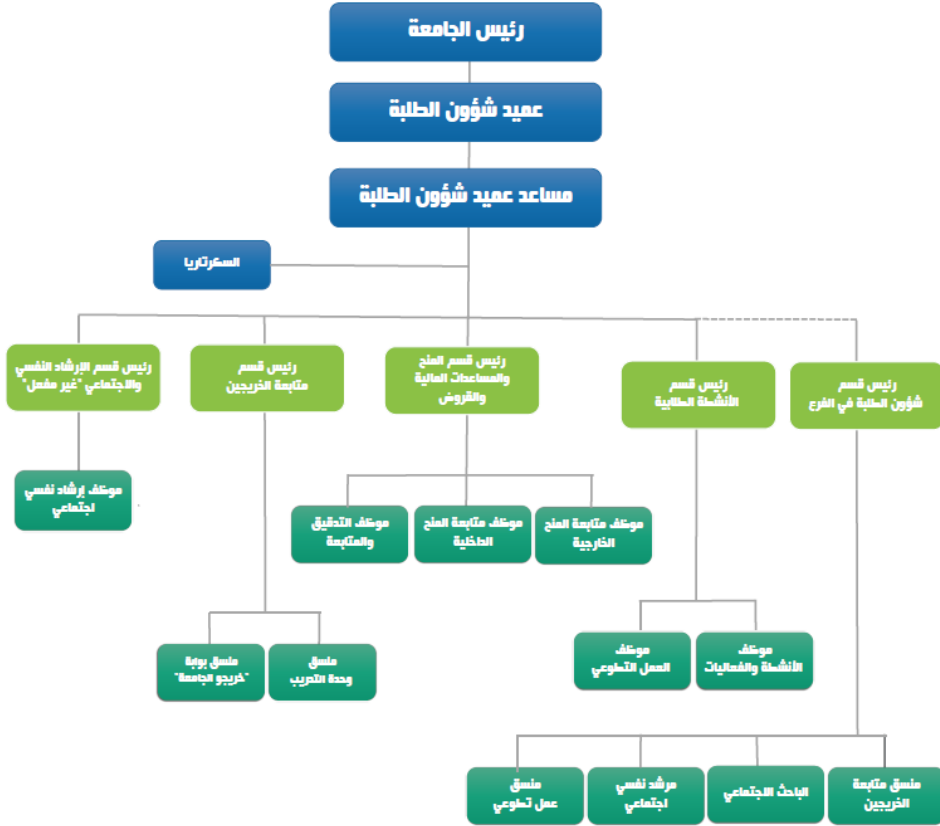 رئيس الجامعة
عميد شؤون الطلبة
مساعد عميد شؤون الطلبة
السكرتاريا
رئيس قسم
شؤون الطلبة في الفرع
رئيس قسم
الأنشطة الطلابية
رئيس قسم المنح
والمساعدات المالية
والقروض
رئيس قسم
متابعة الخريجين
رئيس قسم الإرشاد النفسي
والاجتماعي "غير مفعل"
موظف إرشاد نفسي
اجتماعي
موظف متابعة المنح
الخارجية
موظف متابعة المنح
الداخلية
موظف التدقيق
والمتابعة
موظف
الأنشطة والفعاليات
موظف
العمل التطوعي
منسق
وحدة التدريب
منسق بوابة
"خريجو الجامعة"
منسق متابعة
الخريجين
الباحث الاجتماعي
مرشد نفسي
اجتماعي
منسق
عمل تطوعي